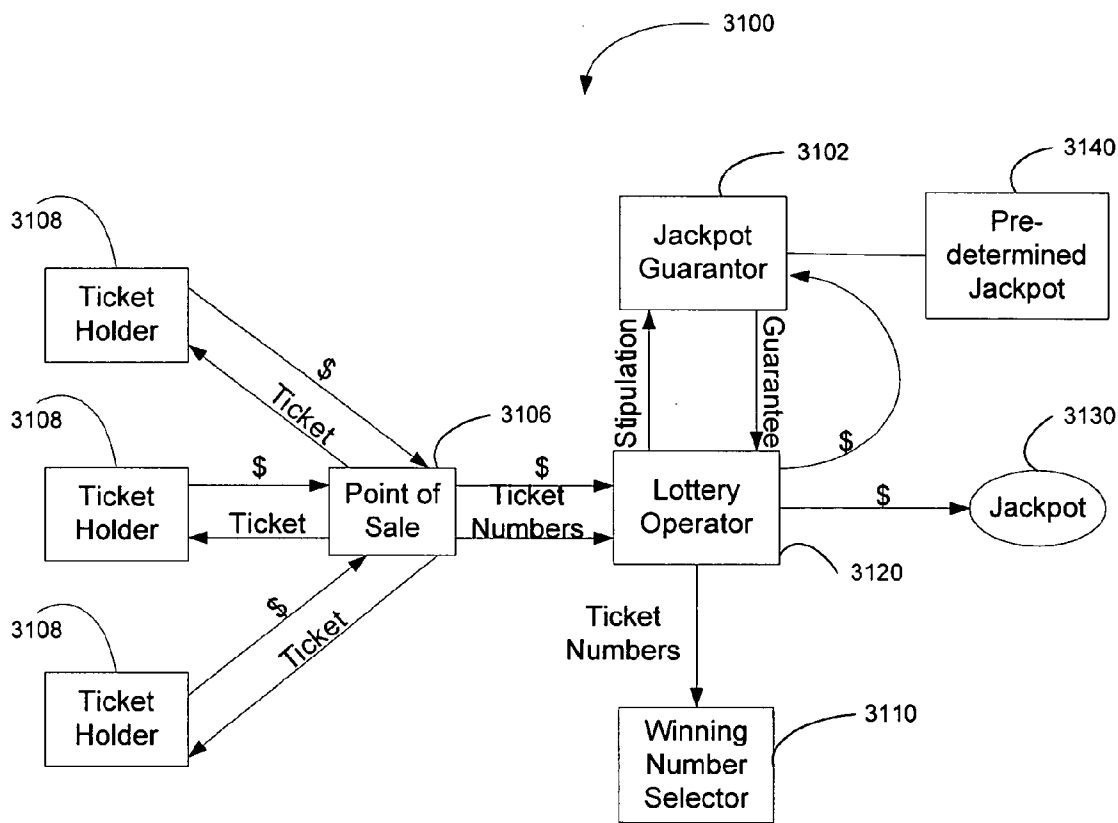 3100
3102
3140
3108
Jackpot
Guarantor
Pre-
determined
Jackpot
Ticket
Holder
$
Ticket
Stipulation
Guarantee
3108
3106
$
3130
Ticket
Holder
$
Ticket
Point of
Sale
$
Ticket
Numbers
Lottery
Operator
$
Jackpot
3120
3108
$
Ticket
Ticket
Numbers
Ticket
Holder
3110
Winning
Number
Selector